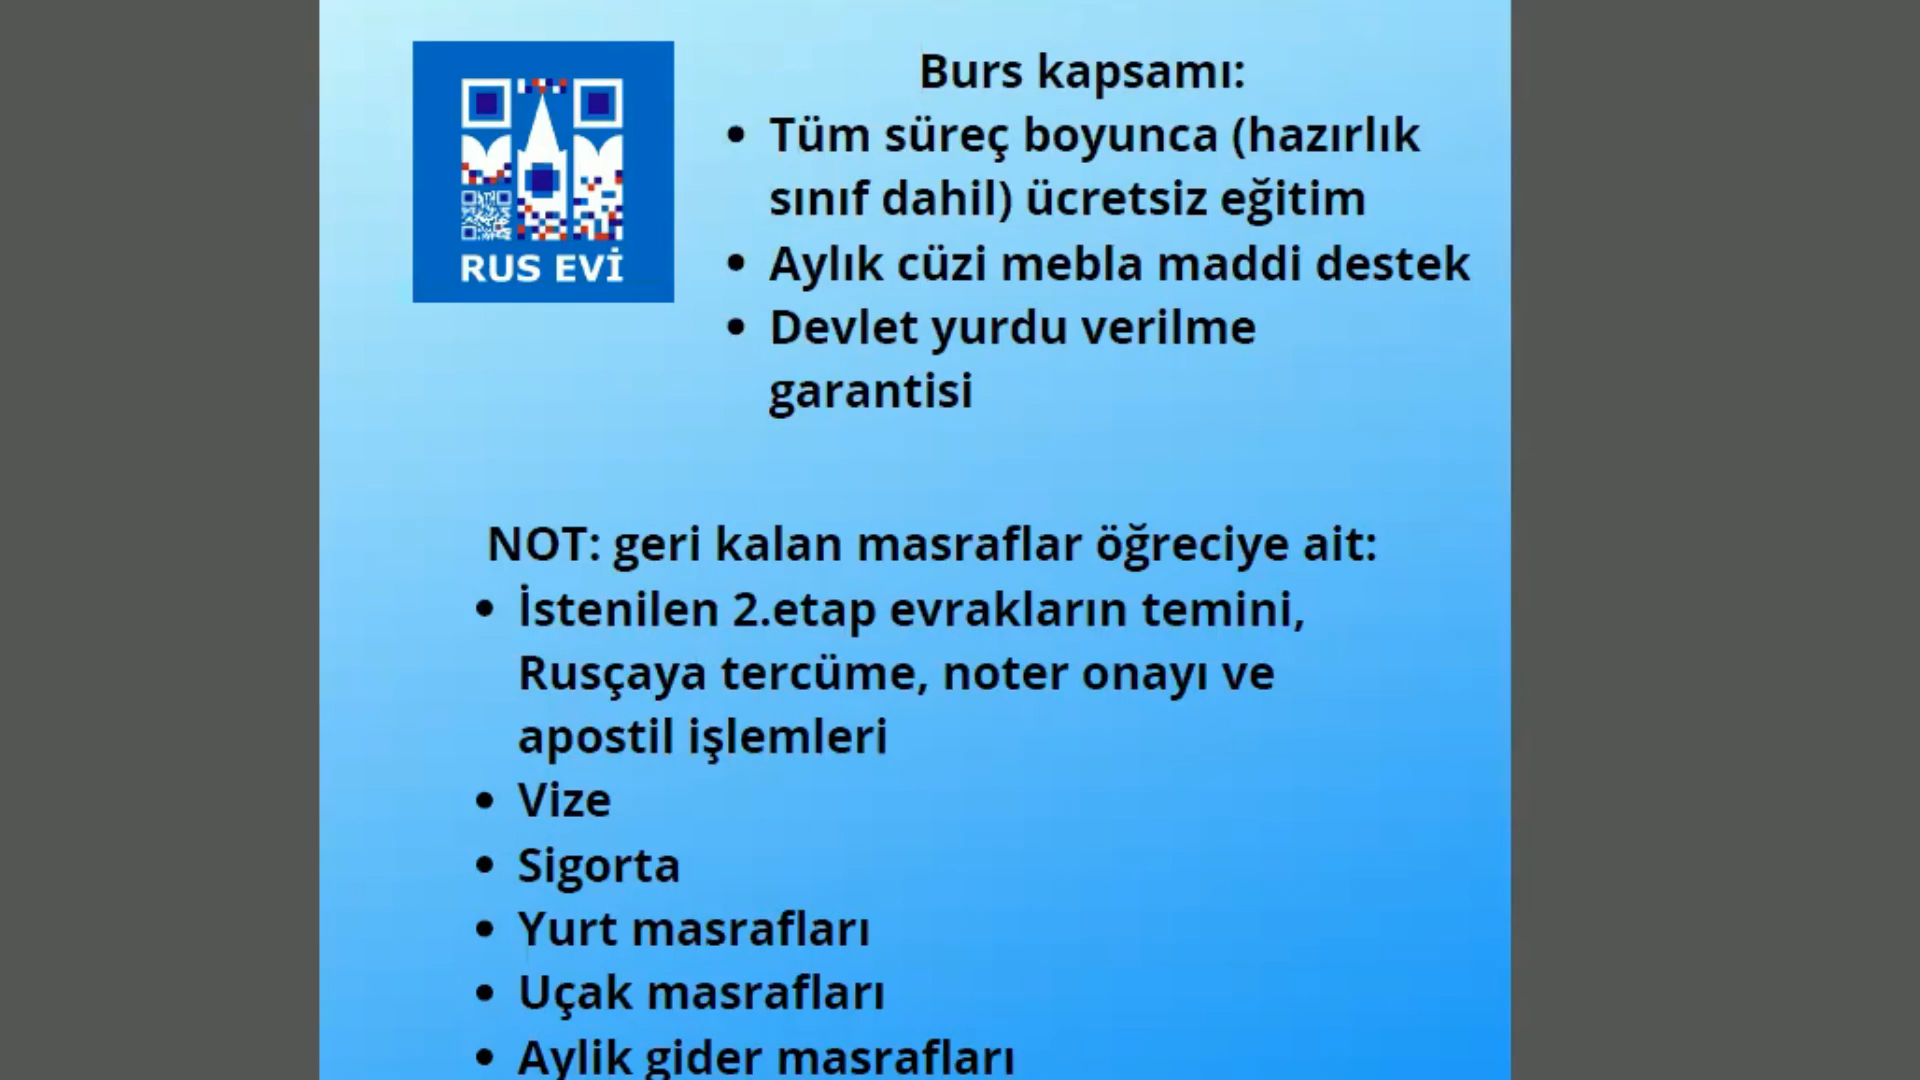 RUS EVİ
Burs kapsamı:
• Tüm süreç boyunca (hazırlık
sınıf dahil) ücretsiz eğitim
• Aylık cüzi mebla maddi destek
• Devlet yurdu verilme
garantisi
NOT: geri kalan masraflar öğreciye ait:
• İstenilen 2.etap evrakların temini,
Rusçaya tercüme, noter onayı ve
apostil işlemleri
• Vize
• Sigorta
• Yurt masrafları
• Uçak masrafları
• Aylik gider masrafları